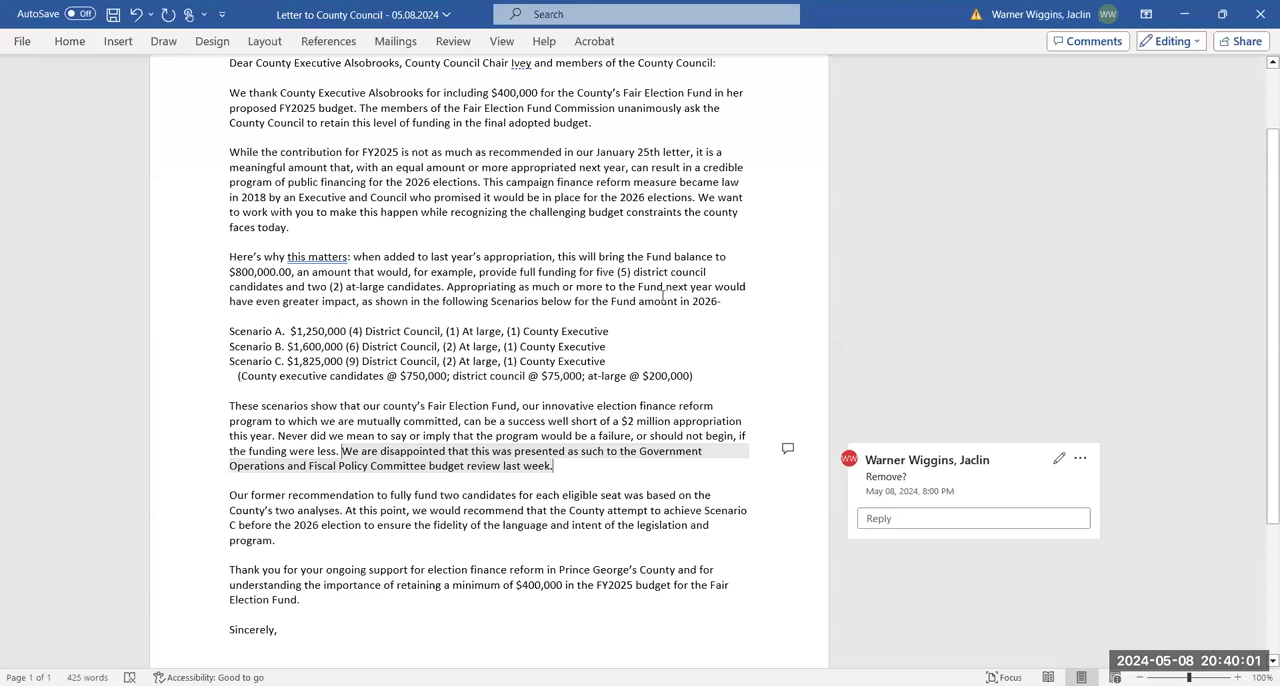 AutoSave Off Letter to County Council - 05.08.2024 Search Warner Wiggins, Jaclin WW
File Home Insert Draw Design Layout References Mailings Review View Help Acrobat Comments Editing Share
Dear County Executive Alsobrooks, County Council Chair Ivey and members of the County Council:
We thank County Executive Alsobrooks for including $400,000 for the County's Fair Election Fund in her
proposed FY2025 budget. The members of the Fair Election Fund Commission unanimously ask the
County Council to retain this level of funding in the final adopted budget.
While the contribution for FY2025 is not as much as recommended in our January 25th letter, it is a
meaningful amount that, with an equal amount or more appropriated next year, can result in a credible
program of public financing for the 2026 elections. This campaign finance reform measure became law
in 2018 by an Executive and Council who promised it would be in place for the 2026 elections. We want
to work with you to make this happen while recognizing the challenging budget constraints the county
faces today.
Here's why this matters: when added to last year's appropriation, this will bring the Fund balance to
$800,000.00, an amount that would, for example, provide full funding for five (5) district council
candidates and two (2) at-large candidates. Appropriating as much or more to the Fund next year would
have even greater impact, as shown in the following Scenarios below for the Fund amount in 2026-
Scenario A.  $1,250,000 (4) District Council, (1) At large, (1) County Executive
Scenario B. $1,600,000 (6) District Council, (2) At large, (1) County Executive
Scenario C. $1,825,000 (9) District Council, (2) At large, (1) County Executive
(County executive candidates @ $750,000; district council @ $75,000; at-large @ $200,000)
These scenarios show that our county's Fair Election Fund, our innovative election finance reform
program to which we are mutually committed, can be a success well short of a $2 million appropriation
this year. Never did we mean to say or imply that the program would be a failure, or should not begin, if
the funding were less. We are disappointed that this was presented as such to the Government
Operations and Fiscal Policy Committee budget review last week.
WW Warner Wiggins, Jaclin
Remove?
May 08, 2024, 8:00 PM
Reply
Our former recommendation to fully fund two candidates for each eligible seat was based on the
County's two analyses. At this point, we would recommend that the County attempt to achieve Scenario
C before the 2026 election to ensure the fidelity of the language and intent of the legislation and
program.
Thank you for your ongoing support for election finance reform in Prince George's County and for
understanding the importance of retaining a minimum of $400,000 in the FY2025 budget for the Fair
Election Fund.
Sincerely,
2024-05-08 20:40:01
Page 1 of 1 425 words Accessibility: Good to go Focus 100%